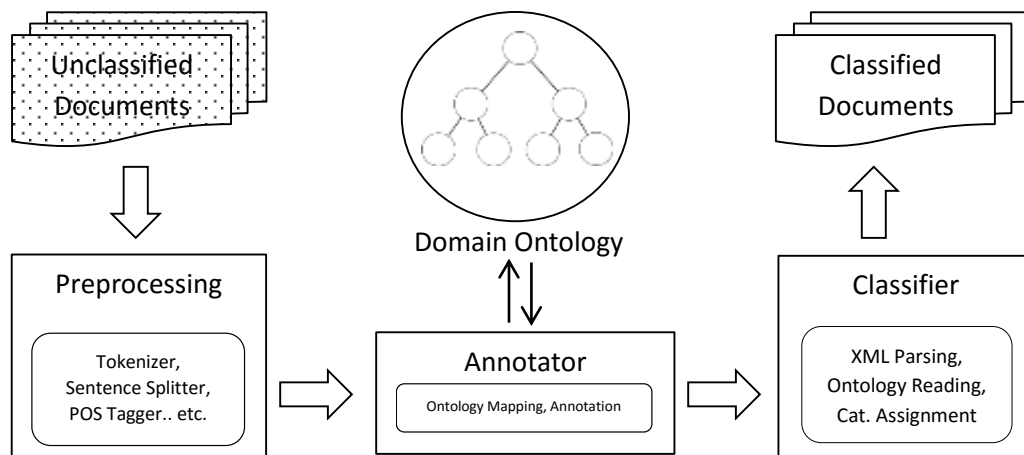 Unclassified
Documents
Classified
Documents
Domain Ontology
Preprocessing
Tokenizer,
Sentence Splitter,
POS Tagger.. etc.
Annotator
Ontology Mapping, Annotation
Classifier
XML Parsing,
Ontology Reading,
Cat. Assignment